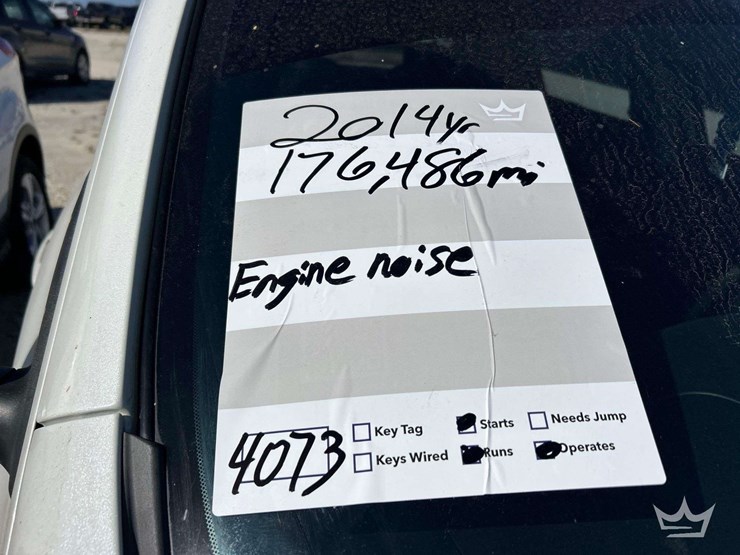 2014yr
176,486mi
Engine noise
4073
Key Tag
Starts
Needs Jump
Keys Wired
Runs
Operates